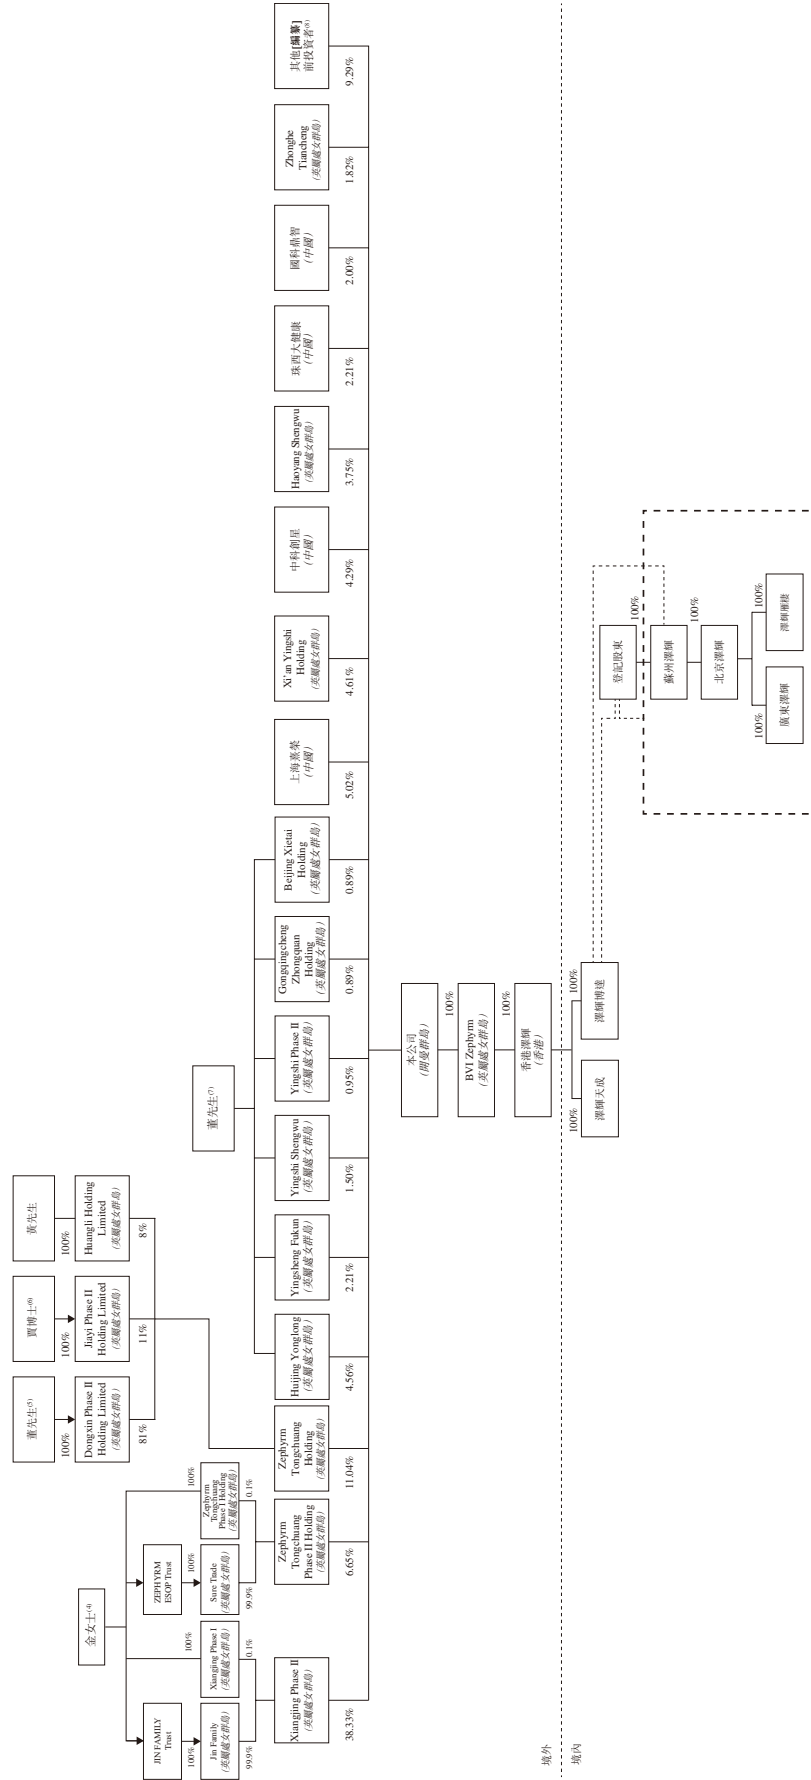 金女士(4)
JIN FAMILY
Trust
100%
Jin Family
(英屬處女群島)
99.9%
100%
Xiangjing Phase I
(英屬處女群島)
0.1%
ZEPHYRM
ESOP Trust
100%
Sure Trade
(英屬處女群島)
99.9%
100%
Zephyrm
Tongchuang
Phase I Holding
(英屬處女群島)
0.1%
董先生(5)
100%
Dongxin Phase II
Holding Limited
(英屬處女群島)
81%
賈博士(6)
100%
Jiayi Phase II
Holding Limited
(英屬處女群島)
11%
黃先生
100%
Huangli Holding
Limited
(英屬處女群島)
8%
董先生(7)
Xiangjing Phase II
(英屬處女群島)
38.33%
Zephyrm
Tongchuang
Phase II Holding
(英屬處女群島)
6.65%
Zephyrm
Tongchuang
Holding
(英屬處女群島)
11.04%
Huijing Yonglong
(英屬處女群島)
4.56%
Yingsheng Fukun
(英屬處女群島)
2.21%
Yingshi Shengwu
(英屬處女群島)
1.50%
Yingshi Phase II
(英屬處女群島)
0.95%
Gongqingcheng
Zhongquan
Holding
(英屬處女群島)
0.89%
Beijing Xietai
Holding
(英屬處女群島)
0.89%
上海熹榮
(中國)
5.02%
Xi'an Yingshi
Holding
(英屬處女群島)
4.61%
中科創星
(中國)
4.29%
Haoyang Shengwu
(英屬處女群島)
3.75%
珠西大健康
(中國)
2.21%
國科鼎智
(中國)
2.00%
Zhonghe
Tiancheng
(英屬處女群島)
1.82%
其他[編纂]
前投資者(8)
9.29%
本公司
(開曼群島)
100%
BVI Zephyrm
(英屬處女群島)
100%
香港澤輝
(香港)
境外
境內
100%
澤輝天成
100%
澤輝博達
登記股東
100%
蘇州澤輝
100%
北京澤輝
100%
廣東澤輝
100%
澤輝雁棲